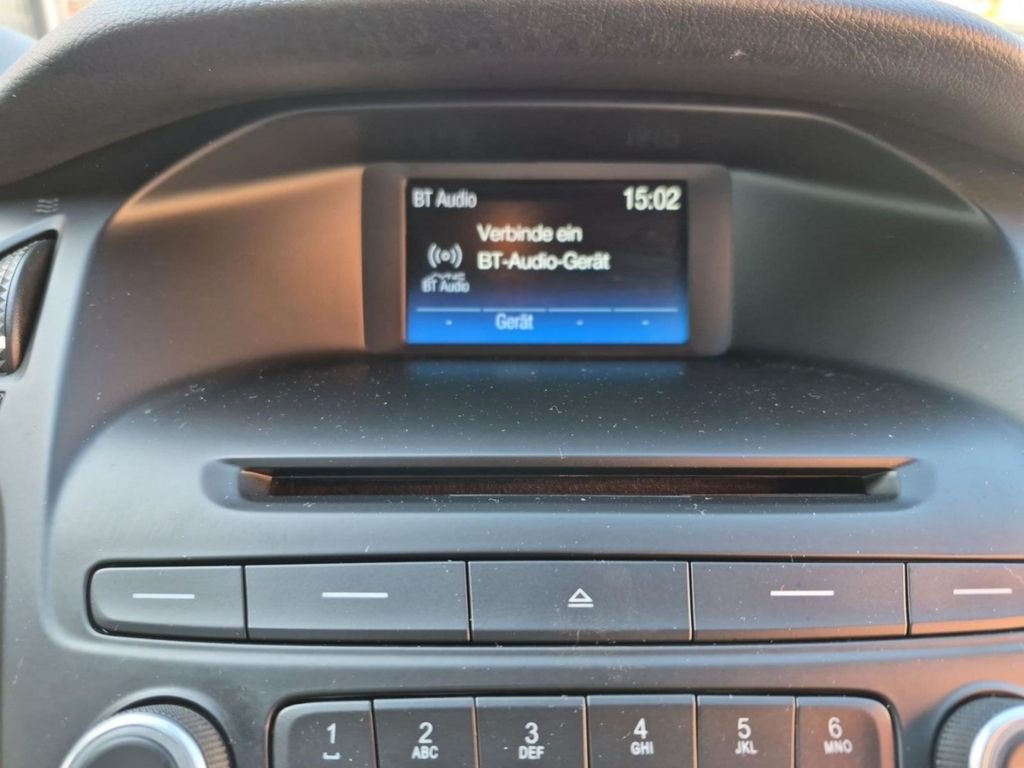 BT Audio 15:02
Verbinde ein
BT-Audio-Gerät
BT Audio
- Gerät - -
1 2 3 4 5 6
ABC DEF GHI JKL MNO